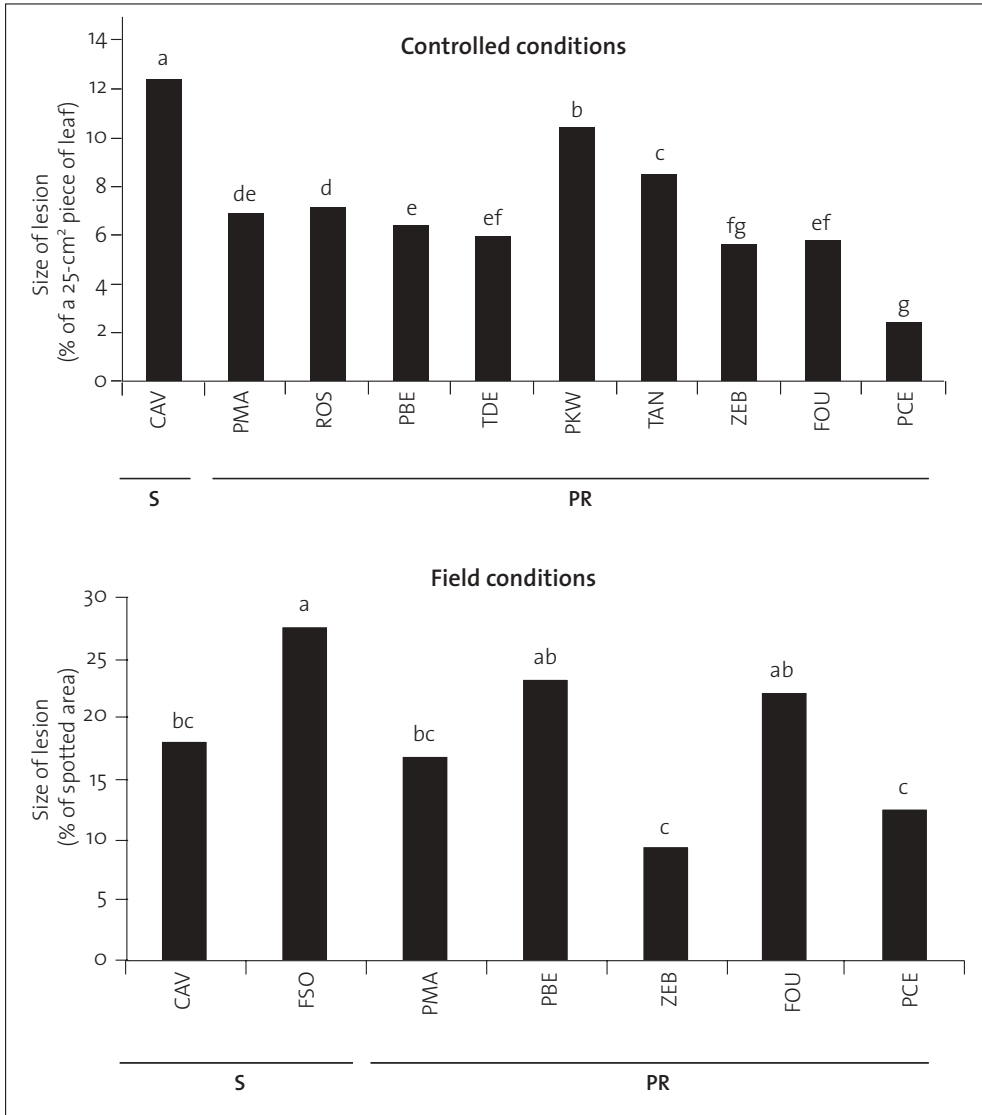 Controlled conditions
Size of lesion
(% of a 25-cm² piece of leaf)
14
12
10
8
6
4
2
0
a
de
d
e
ef
b
c
fg
ef
g
CAV
PMA
ROS
PBE
TDE
PKW
TAN
ZEB
FOU
PCE
S
PR
Field conditions
Size of lesion
(% of spotted area)
30
25
20
15
10
5
0
bc
a
bc
ab
c
ab
c
CAV
FSO
PMA
PBE
ZEB
FOU
PCE
S
PR